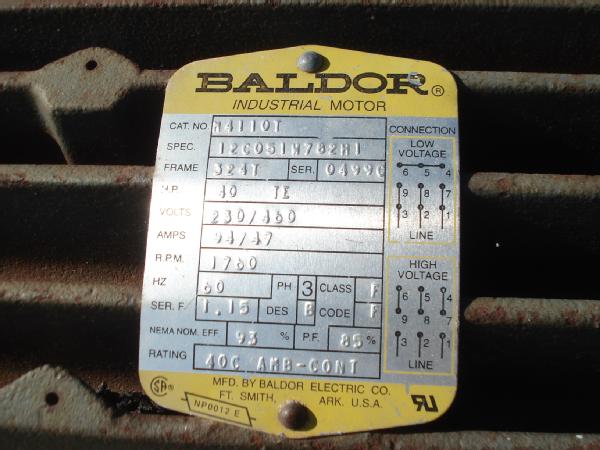 BALDOR®
INDUSTRIAL MOTOR
CAT. NO. M4110T
SPEC. 12C051W782H1
FRAME 324T SER. 0499C
H.P. 40 TE
VOLTS 230/460
AMPS 94/47
R.P.M. 1760
HZ 60 PH 3 CLASS F
SER. F. 1.15 DES B CODE F
NEMA NOM. EFF 93 % P.F. 85%
RATING 40C AMB-CONT
CONNECTION
LOW
VOLTAGE
6 5 4
9 8 7
3 2 1
LINE
HIGH
VOLTAGE
6 5 4
9 8 7
3 2 1
LINE
MFD. BY BALDOR ELECTRIC CO.
FT. SMITH, ARK. U.S.A.
SA®
NP0012 E
RU